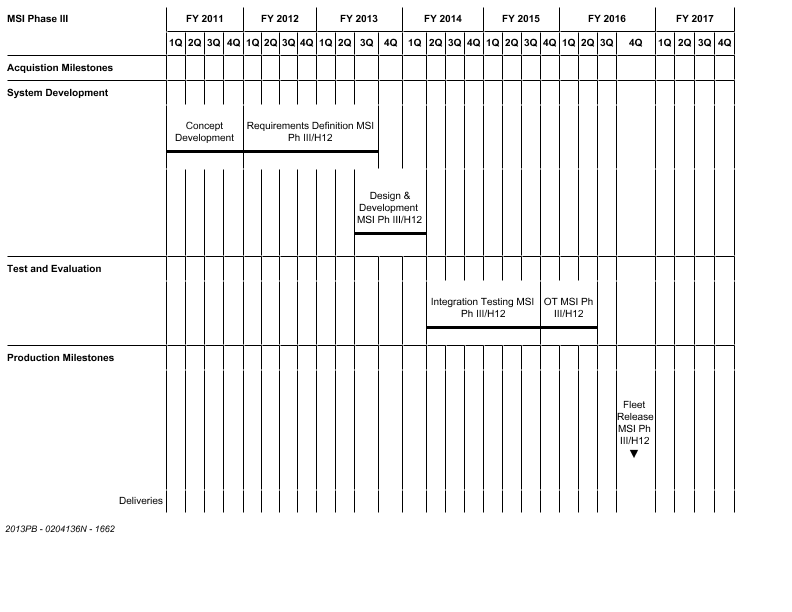 MSI Phase III FY 2011 FY 2012 FY 2013 FY 2014 FY 2015 FY 2016 FY 2017
1Q 2Q 3Q 4Q 1Q 2Q 3Q 4Q 1Q 2Q 3Q 4Q 1Q 2Q 3Q 4Q 1Q 2Q 3Q 4Q 1Q 2Q 3Q 4Q 1Q 2Q 3Q 4Q
Acquistion Milestones
System Development
Concept
Development
Requirements Definition MSI
Ph III/H12
Design &
Development
MSI Ph III/H12
Test and Evaluation
Integration Testing MSI
Ph III/H12
OT MSI Ph
III/H12
Production Milestones
Fleet
Release
MSI Ph
III/H12
Deliveries
2013PB - 0204136N - 1662